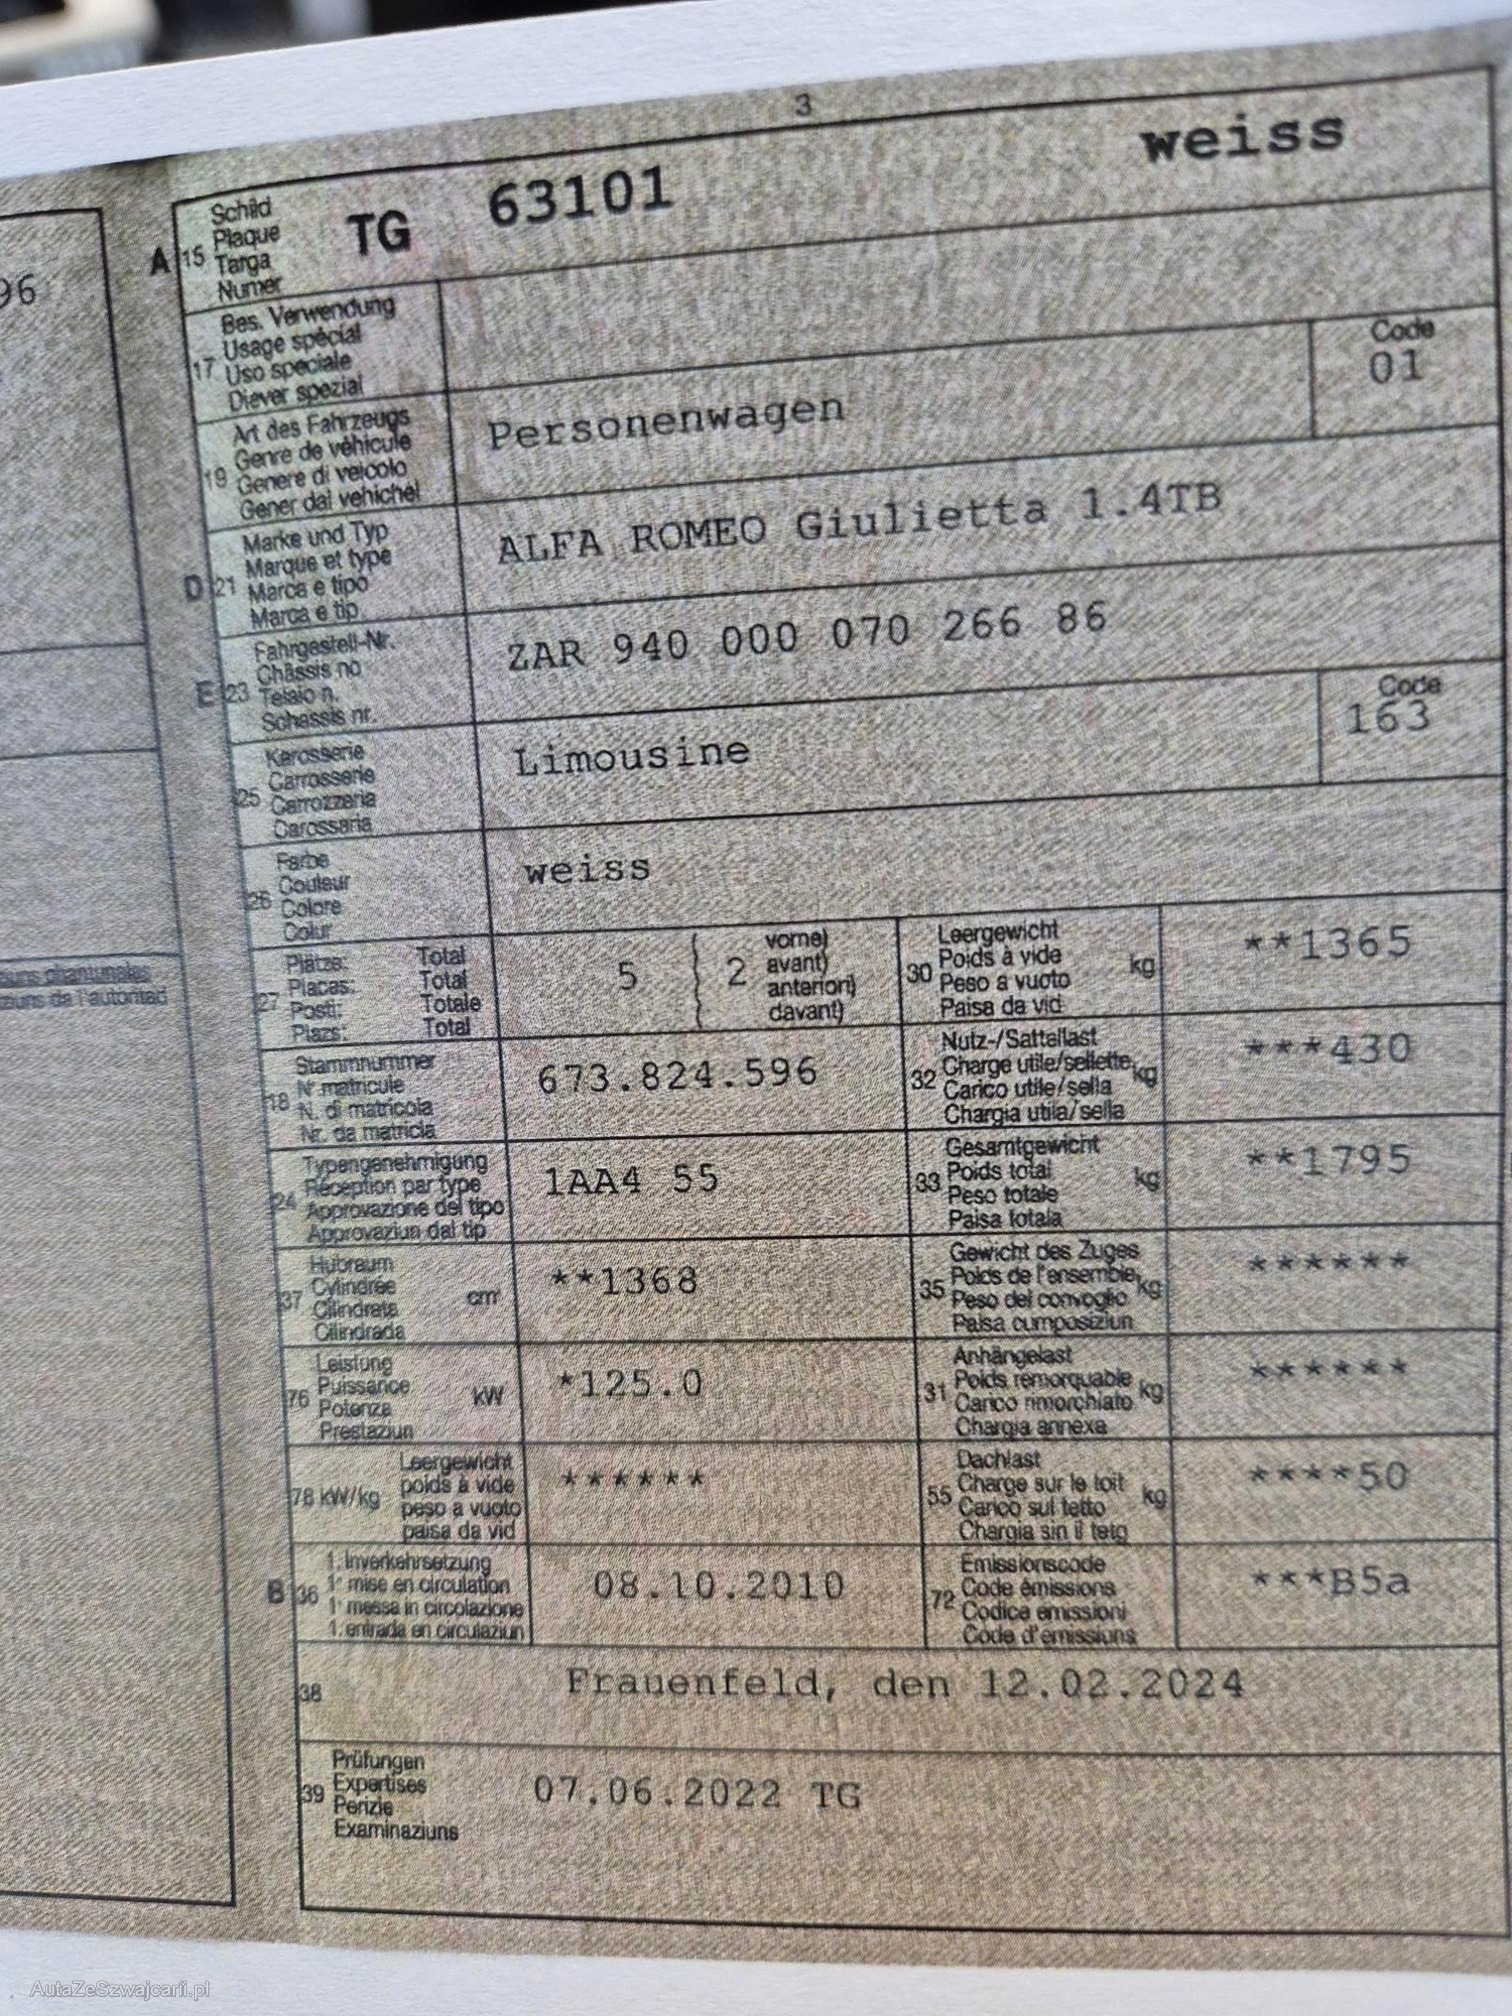 3
96
A 15 Schild TG 63101 weiss
Plaque
Targa
Numer
17 Bes. Verwendung
Usage spécial
Uso speciale
Diever spezial
19 Art des Fahrzeugs Personenwagen Code 01
Genre de véhicule
Genere di veicolo
Gener dal vehichel
D 21 Marke und Typ ALFA ROMEO Giulietta 1.4TB
Marque et type
Marca e tipo
Marca e tip
E 23 Fahrgestell-Nr. ZAR 940 000 070 266 86
Châssis no
Telaio n.
Schassis nr.
25 Karosserie Limousine Code 163
Carrosserie
Carrozzeria
Carossaria
26 Farbe weiss
Couleur
Colore
Colur
27 Plätze: Total 5 2 vorne)
Places: Total avant)
Posti: Totale anteriori)
Plazs: Total davant)
30 Leergewicht kg **1365
Poids à vide
Peso a vuoto
Paisa da vid
18 Stammnummer 673.824.596
N° matricule
N. di matricola
Nr. da matricla
32 Nutz-/Sattellast kg ***430
Charge utile/sellette
Carico utile/sella
Chargia utila/sella
24 Typengenehmigung 1AA4 55
Réception par type
Approvazione del tipo
Approvaziun dal tip
33 Gesamtgewicht kg **1795
Poids total
Peso totale
Paisa totala
37 Hubraum cm³ **1368
Cylindrée
Cilindrata
Cilindrada
35 Gewicht des Zuges kg ******
Poids de l'ensemble
Peso del convoglio
Paisa cumposiziun
76 Leistung kW *125.0
Puissance
Potenza
Prestaziun
31 Anhängelast kg ******
Poids remorquable
Carico rimorchiato
Chargia annexa
78 kW/kg Leergewicht ******
poids à vide
peso a vuoto
paisa da vid
55 Dachlast kg ****50
Charge sur le toit
Carico sul tetto
Chargia sin il tetg
B 36 1. Inverkehrsetzung 08.10.2010
1ʳᵉ mise en circulation
1ᵃ messa in circolazione
1. entrada en circulaziun
72 Emissionscode ***B5a
Code émissions
Codice emissioni
Code d'emissiuns
38 Frauenfeld, den 12.02.2024
39 Prüfungen 07.06.2022 TG
Expertises
Perizie
Examinaziuns
AutaZeSzwajcarii.pl